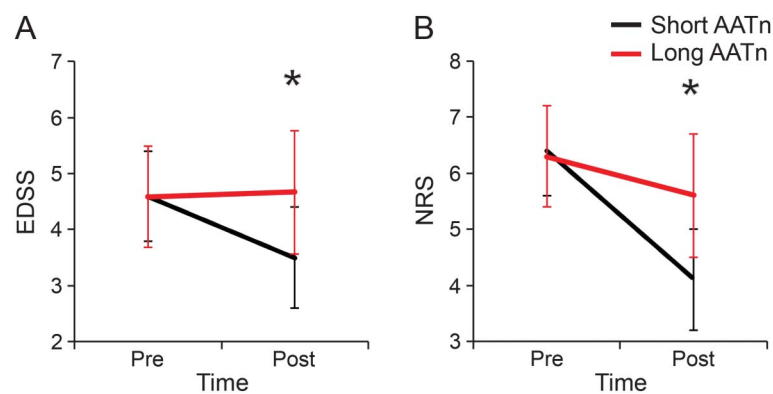 A
B
Short AATn
Long AATn
7
6
5
4
3
2
EDSS
*
Pre
Post
Time
8
7
6
5
4
3
NRS
*
Pre
Post
Time